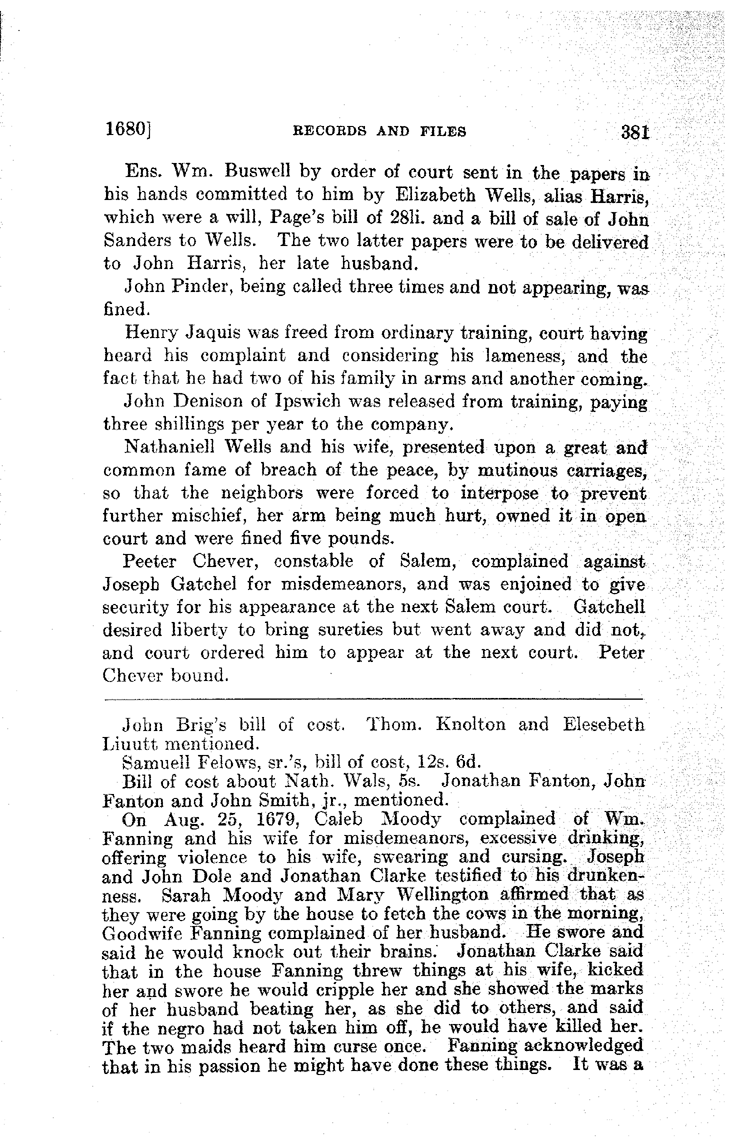 1680] RECORDS AND FILES 381
Ens. Wm. Buswell by order of court sent in the papers in
his hands committed to him by Elizabeth Wells, alias Harris,
which were a will, Page's bill of 28li. and a bill of sale of John
Sanders to Wells. The two latter papers were to be delivered
to John Harris, her late husband.
John Pinder, being called three times and not appearing, was
fined.
Henry Jaquis was freed from ordinary training, court having
heard his complaint and considering his lameness, and the
fact that he had two of his family in arms and another coming.
John Denison of Ipswich was released from training, paying
three shillings per year to the company.
Nathaniell Wells and his wife, presented upon a great and
common fame of breach of the peace, by mutinous carriages,
so that the neighbors were forced to interpose to prevent
further mischief, her arm being much hurt, owned it in open
court and were fined five pounds.
Peeter Chever, constable of Salem, complained against
Joseph Gatchel for misdemeanors, and was enjoined to give
security for his appearance at the next Salem court. Gatchell
desired liberty to bring sureties but went away and did not,
and court ordered him to appear at the next court. Peter
Chever bound.
John Brig's bill of cost. Thom. Knolton and Elesebeth
Liuutt mentioned.
Samuell Felows, sr.'s, bill of cost, 12s. 6d.
Bill of cost about Nath. Wals, 5s. Jonathan Fanton, John
Fanton and John Smith, jr., mentioned.
On Aug. 25, 1679, Caleb Moody complained of Wm.
Fanning and his wife for misdemeanors, excessive drinking,
offering violence to his wife, swearing and cursing. Joseph
and John Dole and Jonathan Clarke testified to his drunken-
ness. Sarah Moody and Mary Wellington affirmed that as
they were going by the house to fetch the cows in the morning,
Goodwife Fanning complained of her husband. He swore and
said he would knock out their brains. Jonathan Clarke said
that in the house Fanning threw things at his wife, kicked
her and swore he would cripple her and she showed the marks
of her husband beating her, as she did to others, and said
if the negro had not taken him off, he would have killed her.
The two maids heard him curse once. Fanning acknowledged
that in his passion he might have done these things. It was a